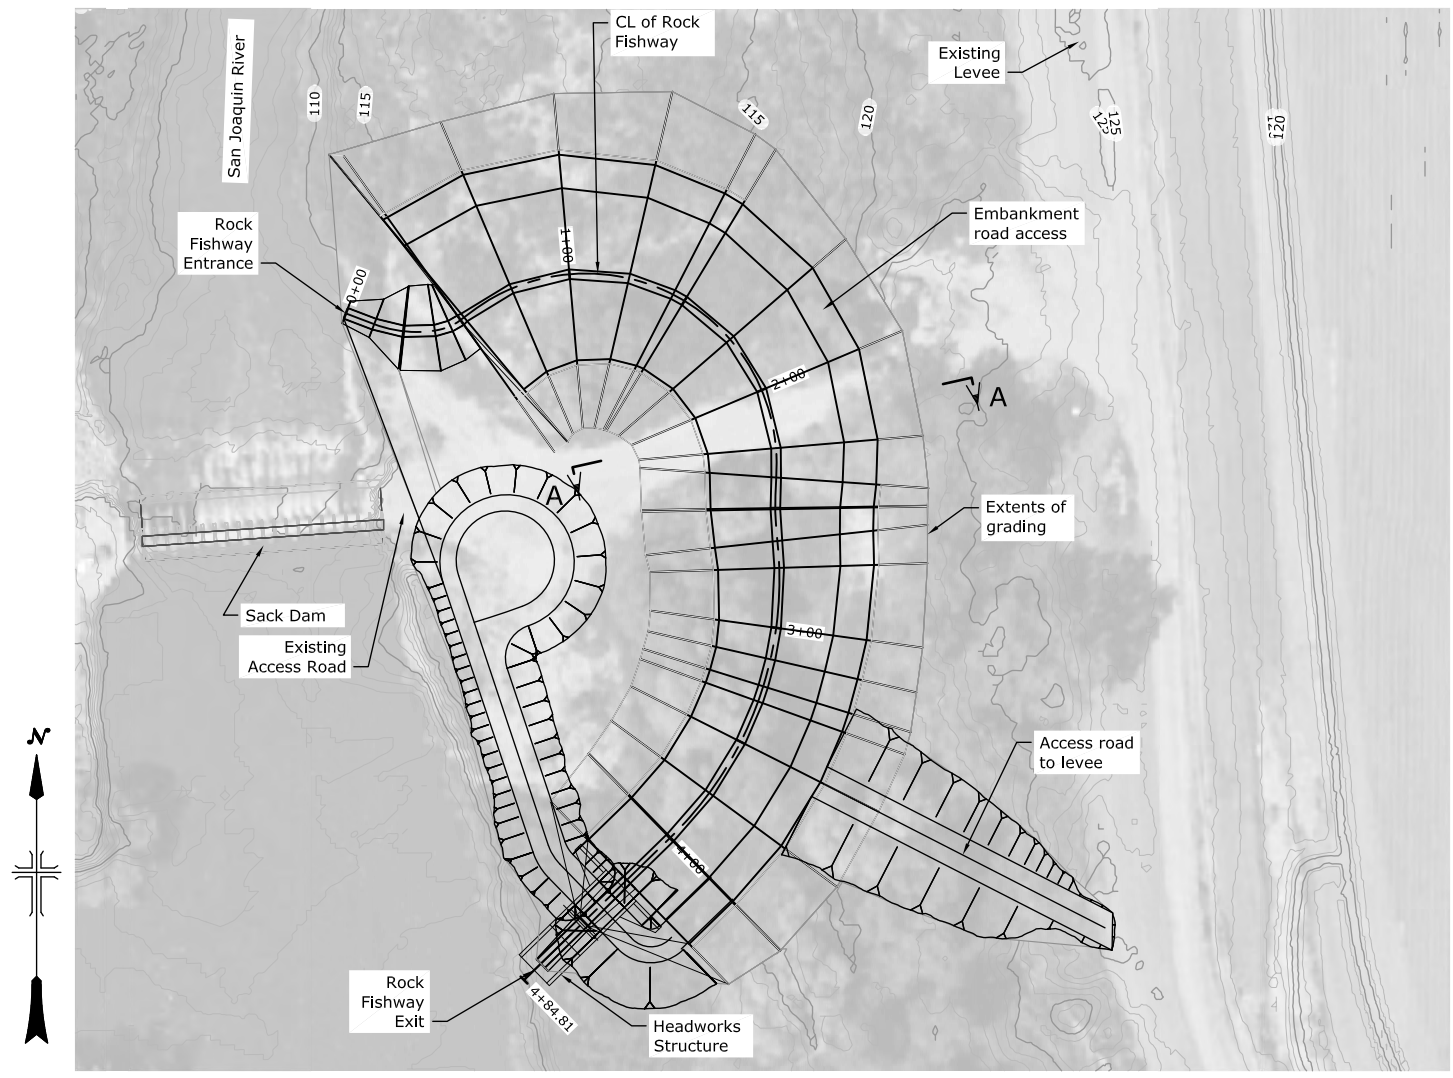 CL of Rock
Fishway
Existing
Levee
San Joaquin River
110
115
115
120
125
125
120
Rock
Fishway
Entrance
Embankment
road access
0+00
1+00
2+00
A
A
Extents of
grading
Sack Dam
Existing
Access Road
3+00
N
Access road
to levee
4+00
Rock
Fishway
Exit
4+84.81
Headworks
Structure